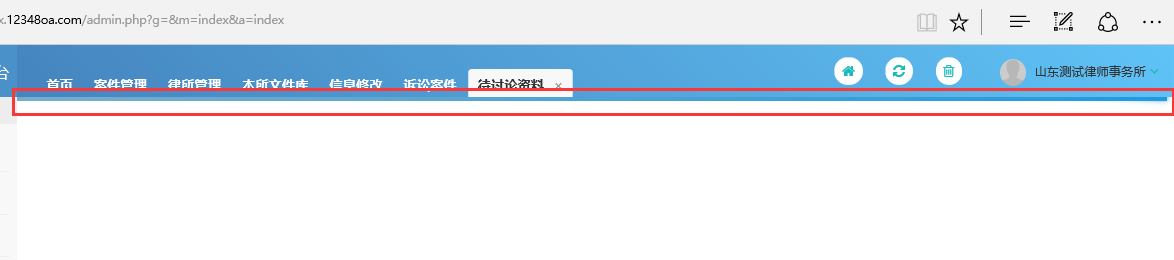 x.12348oa.com/admin.php?g=&m=index&a=index
台
首页 案件管理 律所管理 本所文件库 信息修改 诉讼案件 待讨论资料 × 山东测试律师事务所